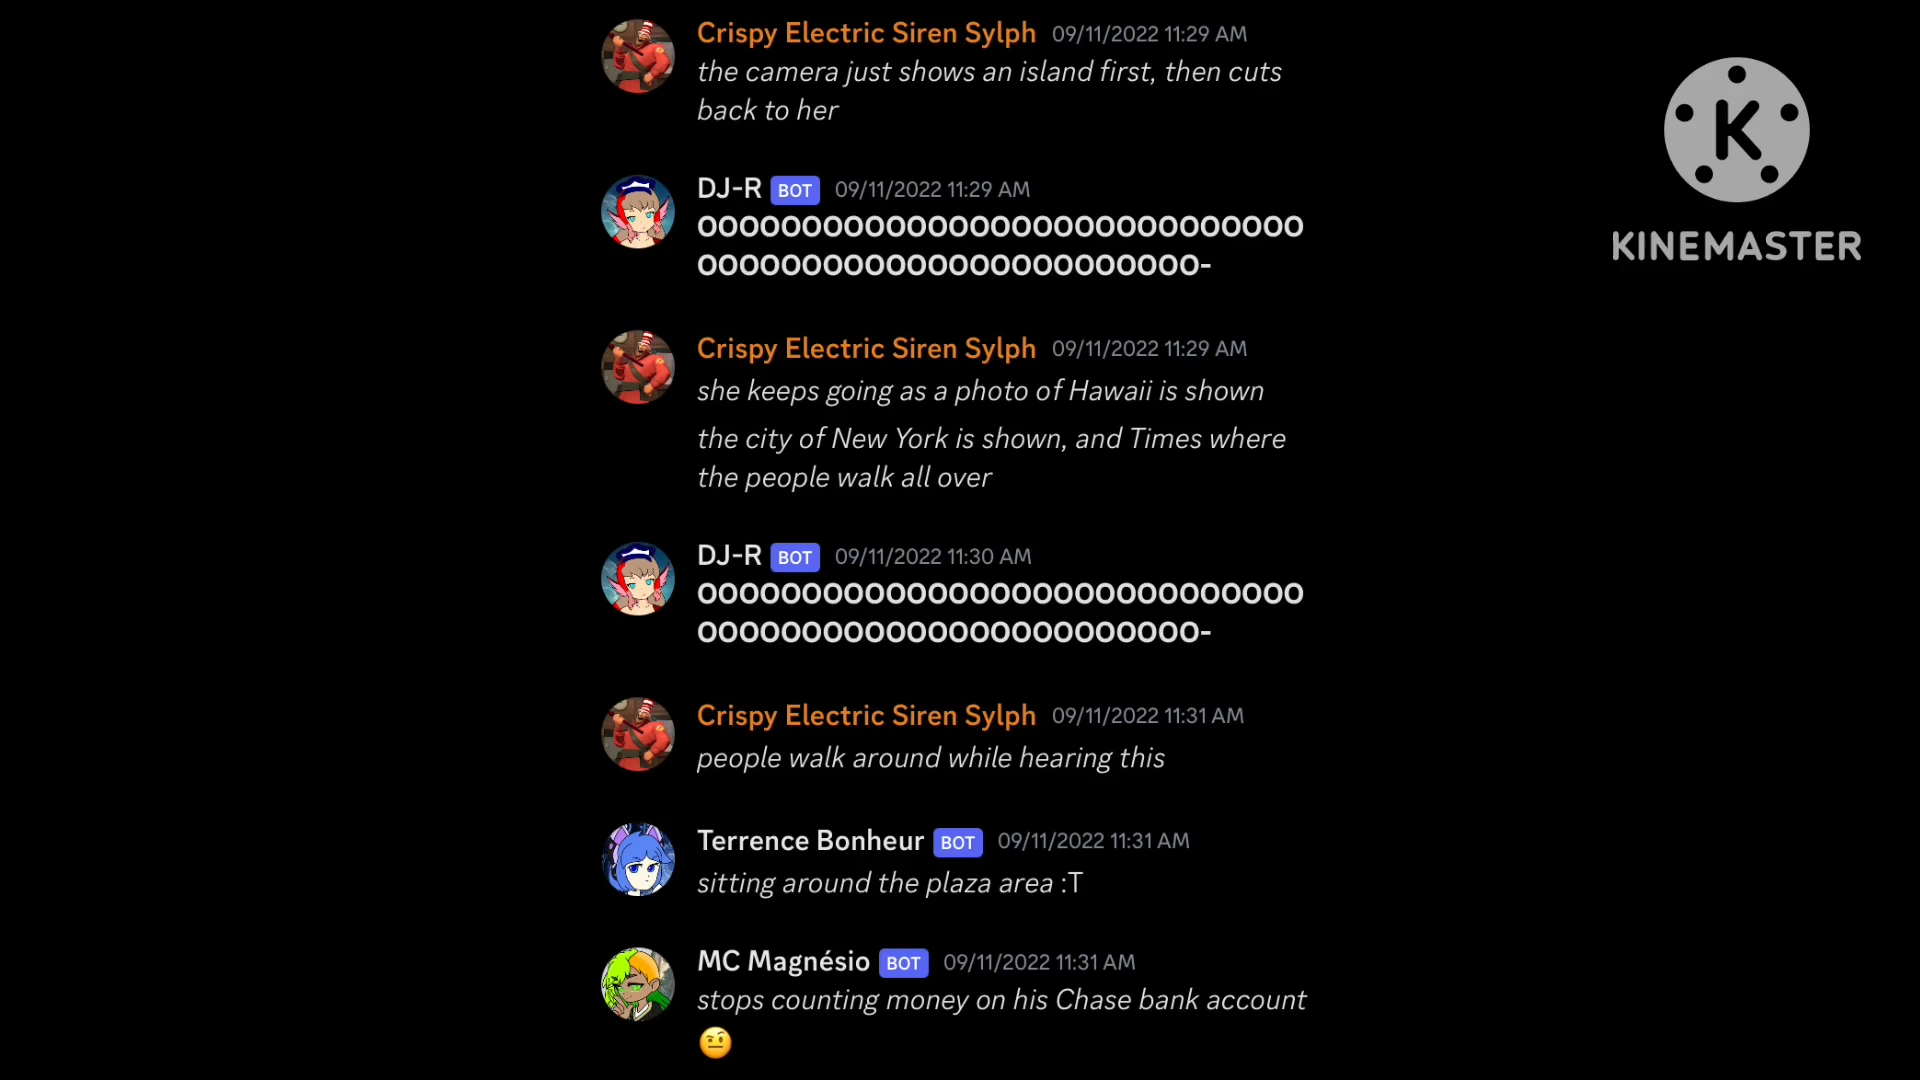 Crispy Electric Siren Sylph 09/11/2022 11:29 AM
the camera just shows an island first, then cuts
back to her
K
KINEMASTER
DJ-R BOT 09/11/2022 11:29 AM
OOOOOOOOOOOOOOOOOOOOOOOOOOOOO
OOOOOOOOOOOOOOOOOOOOOOOO-
Crispy Electric Siren Sylph 09/11/2022 11:29 AM
she keeps going as a photo of Hawaii is shown
the city of New York is shown, and Times where
the people walk all over
DJ-R BOT 09/11/2022 11:30 AM
OOOOOOOOOOOOOOOOOOOOOOOOOOOOO
OOOOOOOOOOOOOOOOOOOOOOOO-
Crispy Electric Siren Sylph 09/11/2022 11:31 AM
people walk around while hearing this
Terrence Bonheur BOT 09/11/2022 11:31 AM
sitting around the plaza area :T
MC Magnésio BOT 09/11/2022 11:31 AM
stops counting money on his Chase bank account
🤨